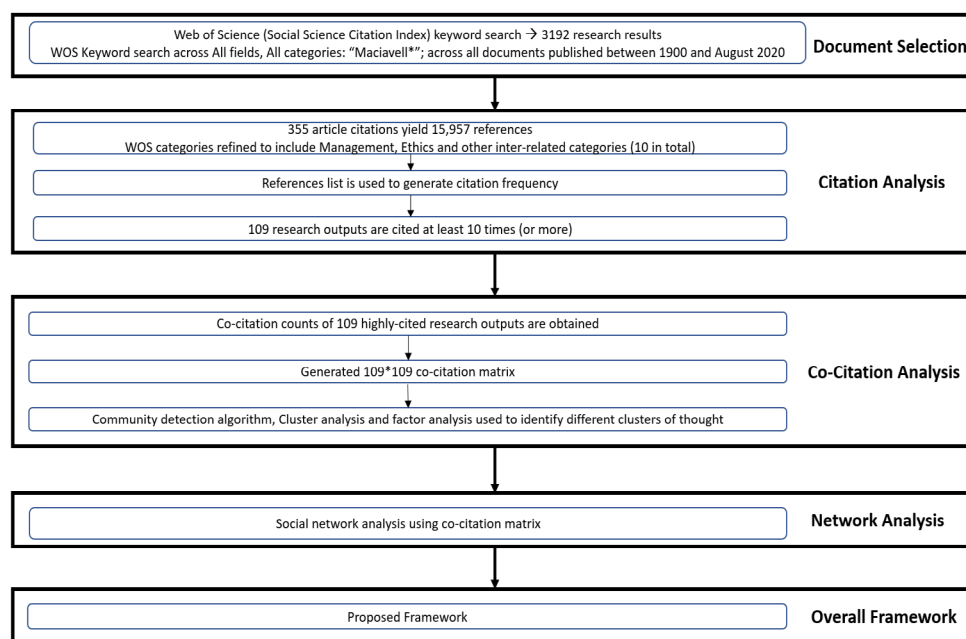 Web of Science (Social Science Citation Index) keyword search → 3192 research results
WOS Keyword search across All fields, All categories: “Maciavell*”; across all documents published between 1900 and August 2020
Document Selection
355 article citations yield 15,957 references
WOS categories refined to include Management, Ethics and other inter-related categories (10 in total)
References list is used to generate citation frequency
109 research outputs are cited at least 10 times (or more)
Citation Analysis
Co-citation counts of 109 highly-cited research outputs are obtained
Generated 109*109 co-citation matrix
Community detection algorithm, Cluster analysis and factor analysis used to identify different clusters of thought
Co-Citation Analysis
Social network analysis using co-citation matrix
Network Analysis
Proposed Framework
Overall Framework